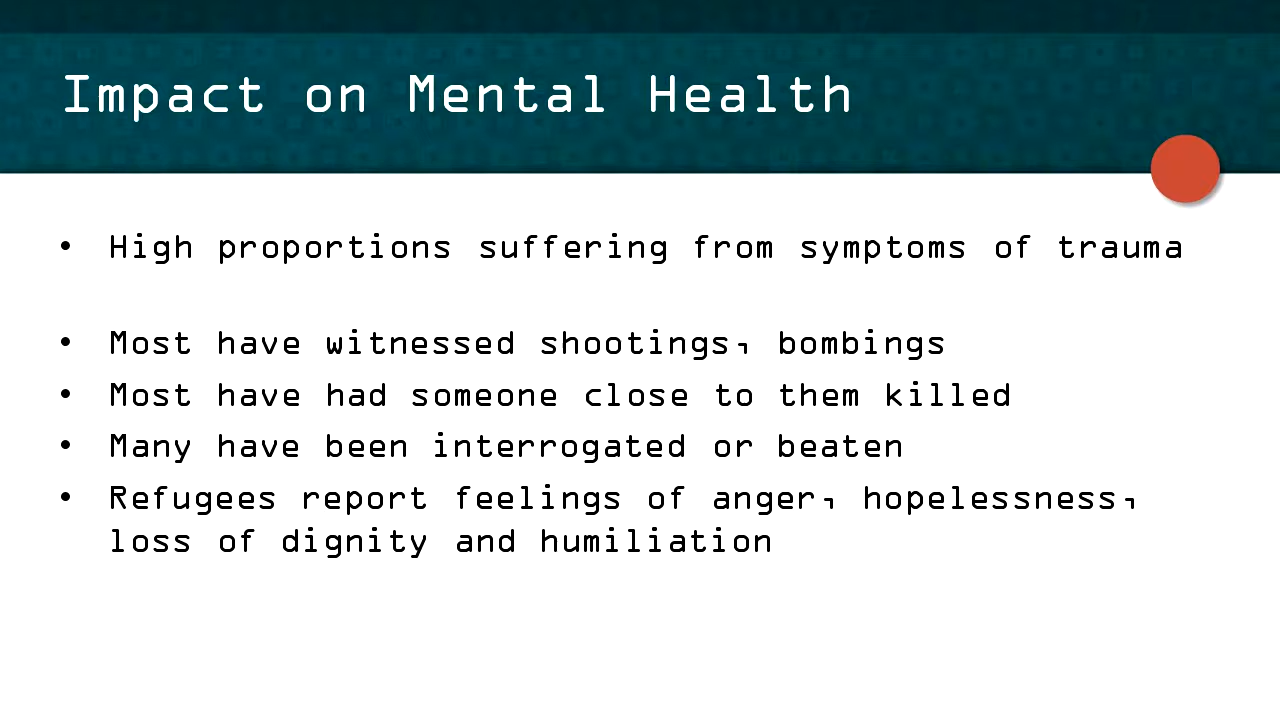 Impact on Mental Health
• High proportions suffering from symptoms of trauma
• Most have witnessed shootings, bombings
• Most have had someone close to them killed
• Many have been interrogated or beaten
• Refugees report feelings of anger, hopelessness,
loss of dignity and humiliation